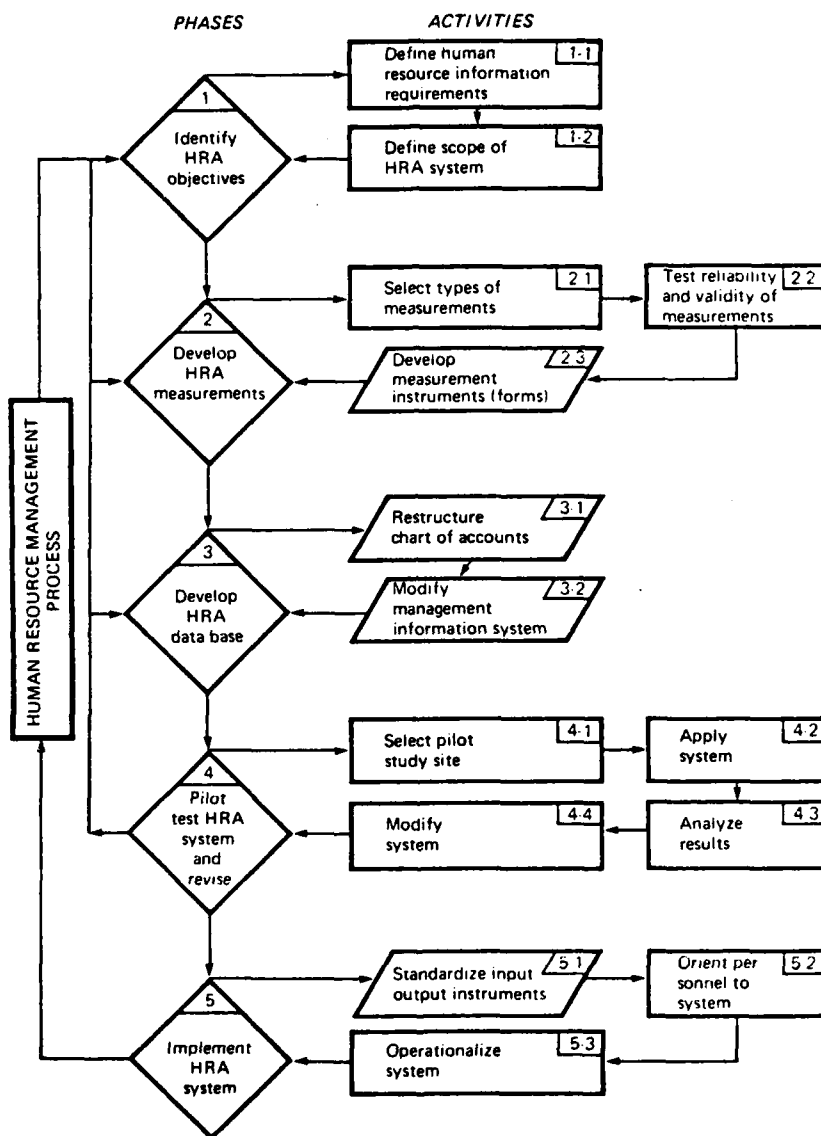 PHASES
ACTIVITIES
1
Identify
HRA
objectives
Define human
resource information
requirements
1-1
Define scope of
HRA system
1-2
2
Develop
HRA
measurements
Select types of
measurements
2.1
Test reliability
and validity of
measurements
2 2
Develop
measurement
instruments (forms)
2.3
HUMAN RESOURCE MANAGEMENT
PROCESS
3
Develop
HRA
data base
Restructure
chart of accounts
3.1
Modify
management
information system
3.2
4
Pilot
test HRA
system
and
revise
Select pilot
study site
4-1
Apply
system
4-2
Analyze
results
4-3
Modify
system
4-4
5
Implement
HRA
system
Standardize input
output instruments
5.1
Orient per
sonnel to
system
5.2
Operationalize
system
5-3